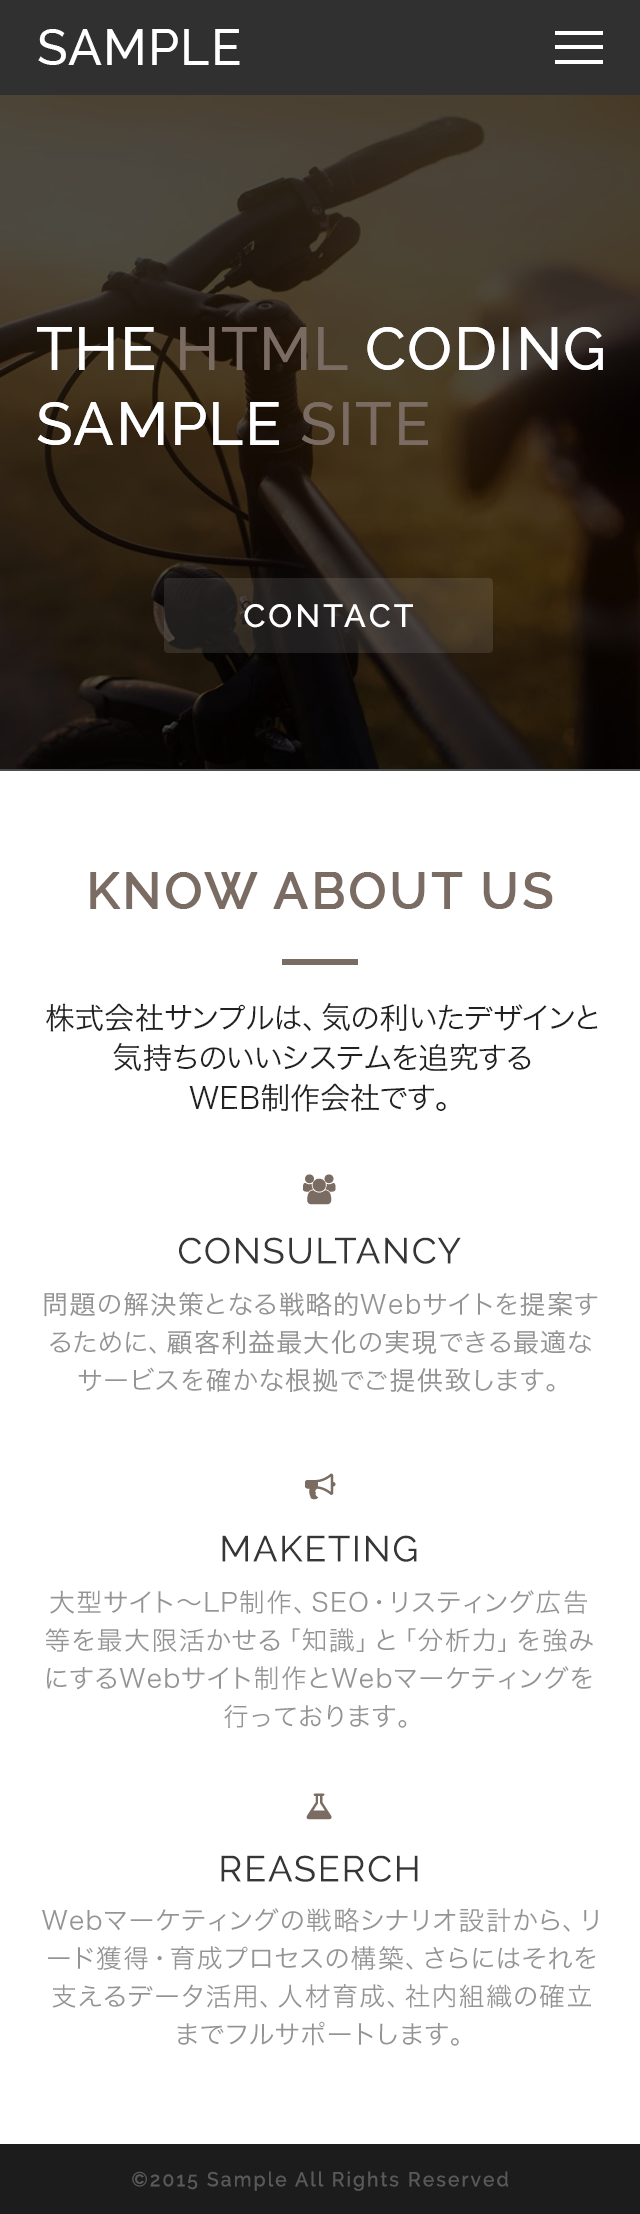 SAMPLE
THE HTML CODING
SAMPLE SITE
CONTACT
KNOW ABOUT US
株式会社サンプルは、気の利いたデザインと
気持ちのいいシステムを追究する
WEB制作会社です。
CONSULTANCY
問題の解決策となる戦略的Webサイトを提案す
るために、顧客利益最大化の実現できる最適な
サービスを確かな根拠でご提供致します。
MAKETING
大型サイト〜LP制作、SEO・リスティング広告
等を最大限活かせる「知識」と「分析力」を強み
にするWebサイト制作とWebマーケティングを
行っております。
REASERCH
Webマーケティングの戦略シナリオ設計から、リ
ード獲得・育成プロセスの構築、さらにはそれを
支えるデータ活用、人材育成、社内組織の確立
までフルサポートします。
©2015 Sample All Rights Reserved